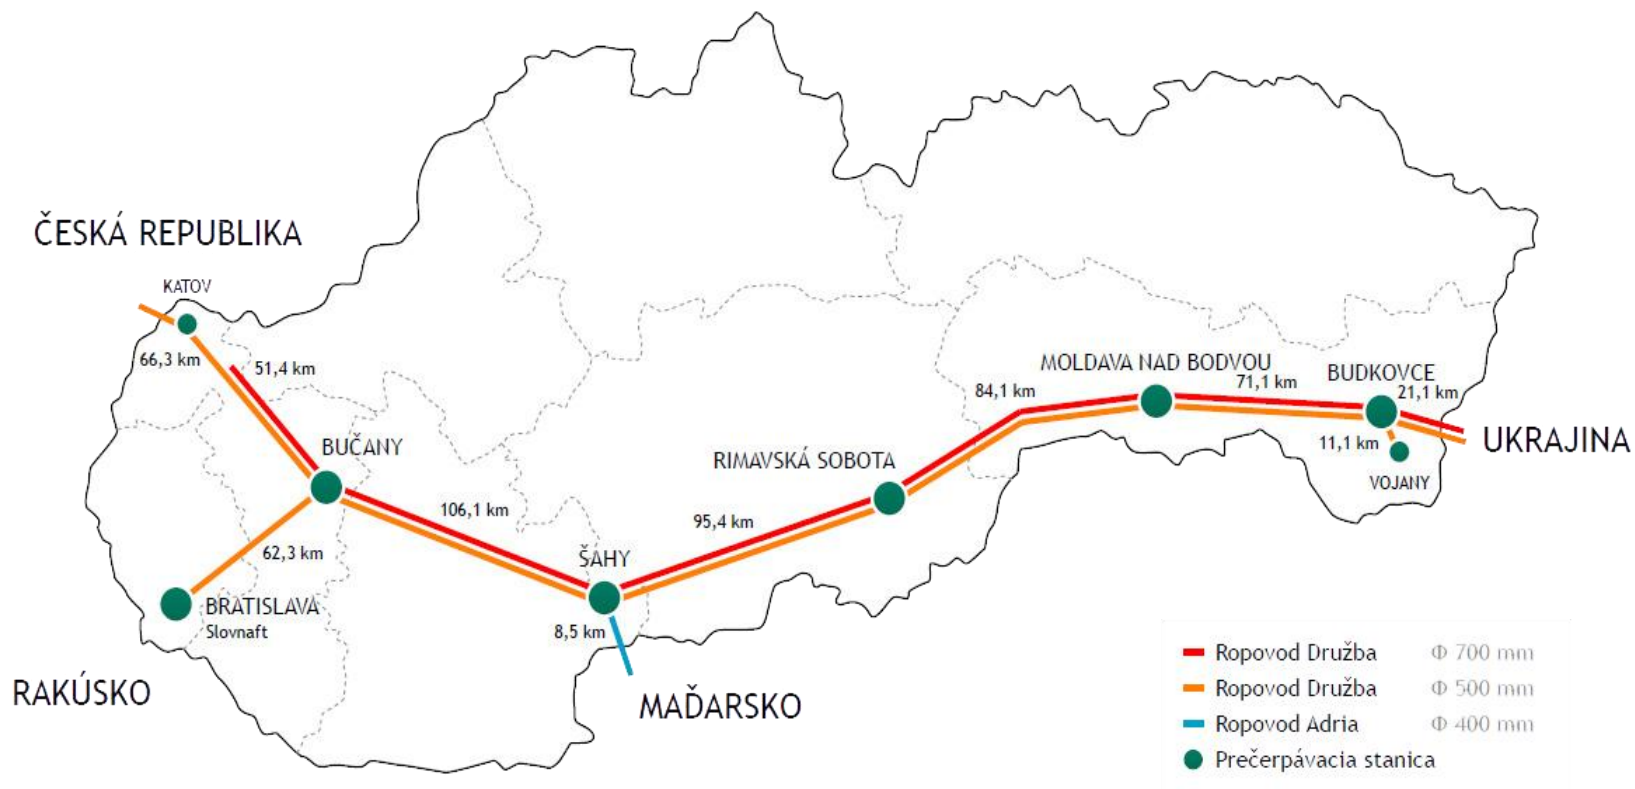 ČESKÁ REPUBLIKA
KATOV
66,3 km
51,4 km
MOLDAVA NAD BODVOU
84,1 km
71,1 km
BUDKOVCE
21,1 km
11,1 km
UKRAJINA
VOJANY
BUČANY
RIMAVSKÁ SOBOTA
106,1 km
95,4 km
62,3 km
ŠAHY
BRATISLAVA
Slovnaft
8,5 km
RAKÚSKO
MAĎARSKO
Ropovod Družba Φ 700 mm
Ropovod Družba Φ 500 mm
Ropovod Adria Φ 400 mm
Prečerpávacia stanica